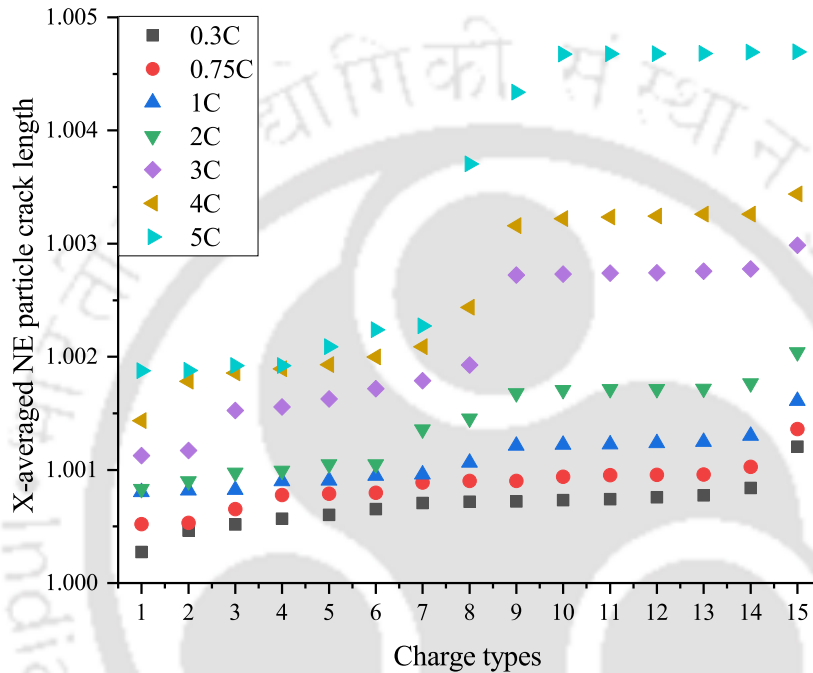 1.005
1.004
1.003
1.002
1.001
1.000
X-averaged NE particle crack length
0.3C
0.75C
1C
2C
3C
4C
5C
1 2 3 4 5 6 7 8 9 10 11 12 13 14 15
Charge types